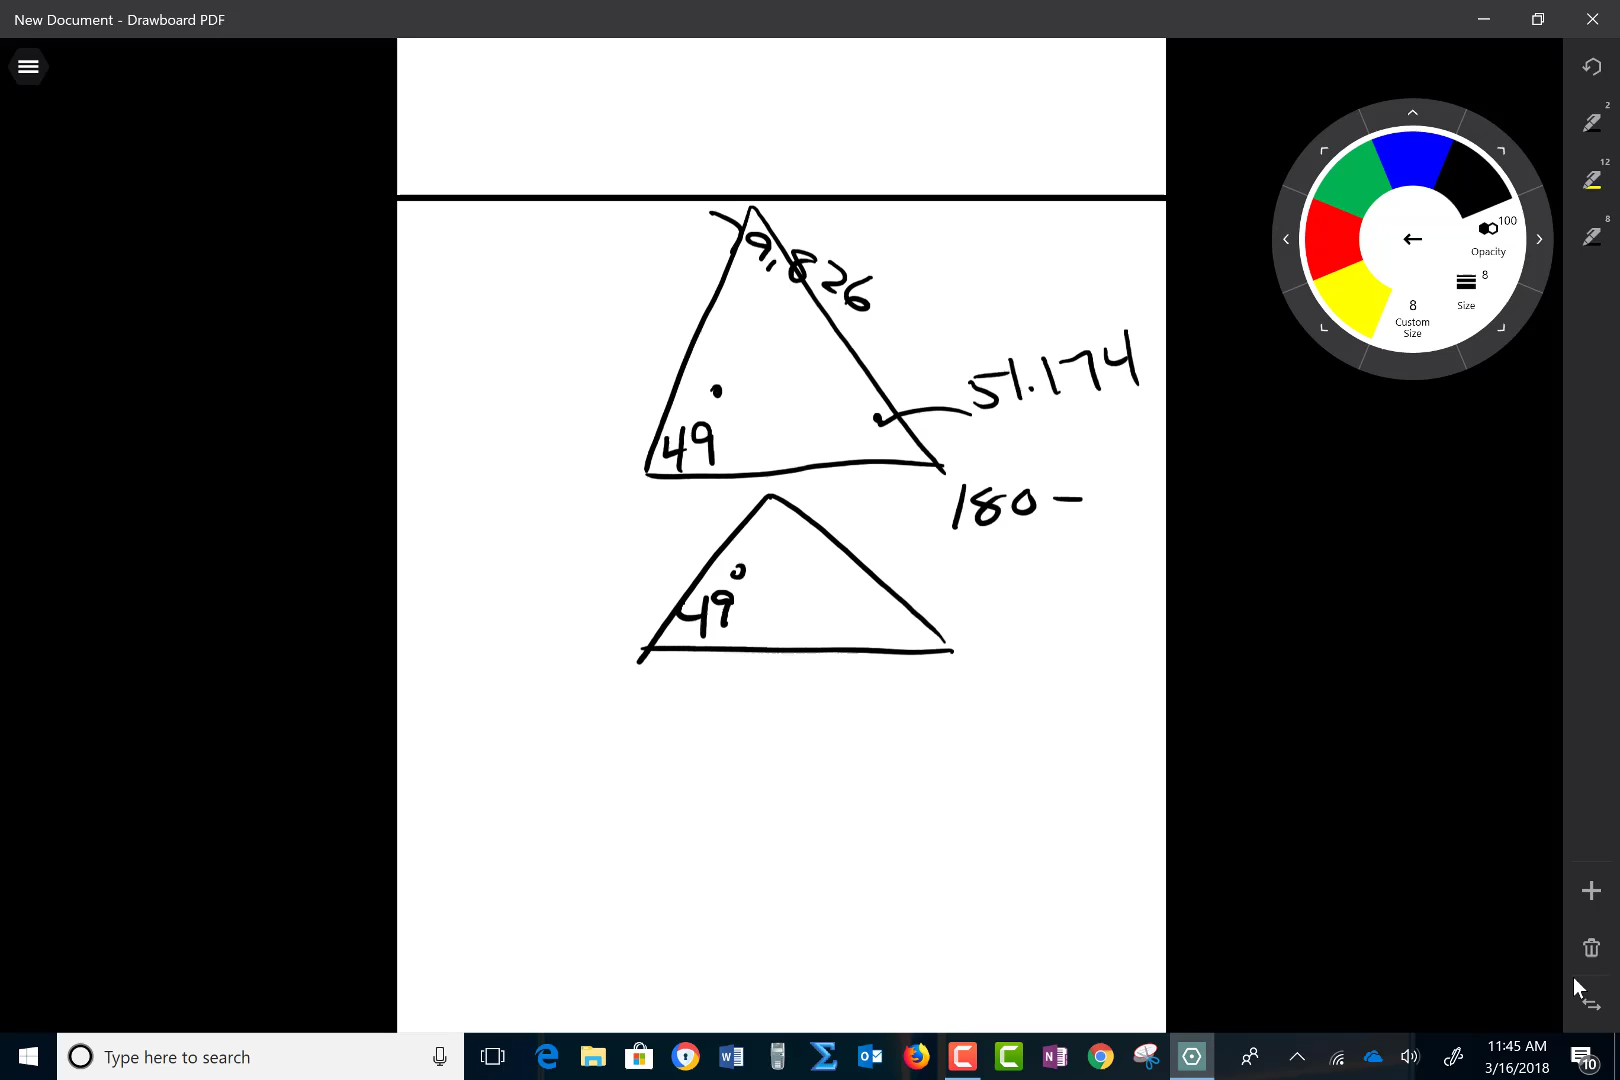 New Document - Drawboard PDF
2
12
8
100
Opacity
8
Size
8
Custom
Size
9.826
51.174
49
180 -
49°
Type here to search
11:45 AM
3/16/2018
10